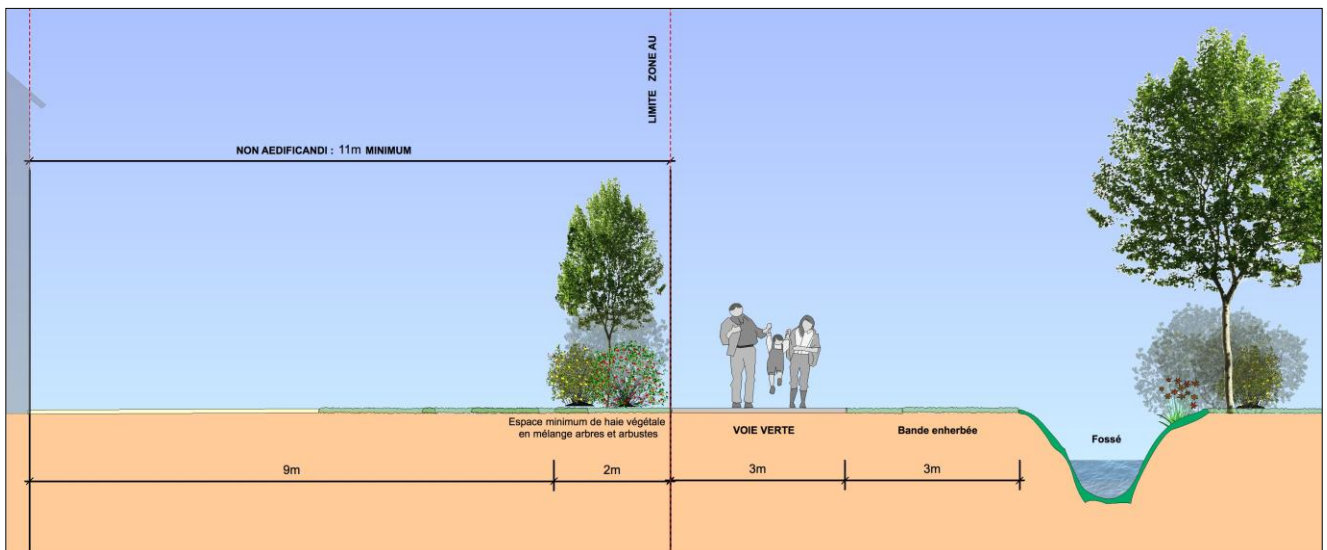 LIMITE ZONE AU
NON AEDIFICANDI : 11m MINIMUM
Espace minimum de haie végétale
en mélange arbres et arbustes
VOIE VERTE
Bande enherbée
Fossé
9m
2m
3m
3m